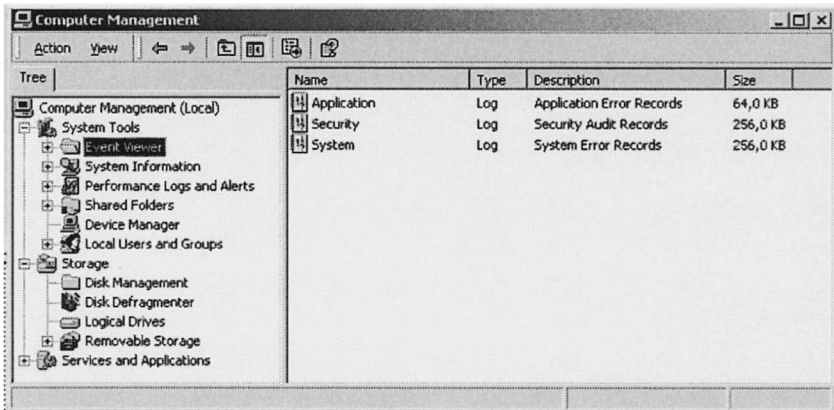 Computer Management
Action View
Tree
Name Type Description Size
Computer Management (Local)
System Tools
Event Viewer
System Information
Performance Logs and Alerts
Shared Folders
Device Manager
Local Users and Groups
Storage
Disk Management
Disk Defragmenter
Logical Drives
Removable Storage
Services and Applications
Application Log Application Error Records 64,0 KB
Security Log Security Audit Records 256,0 KB
System Log System Error Records 256,0 KB